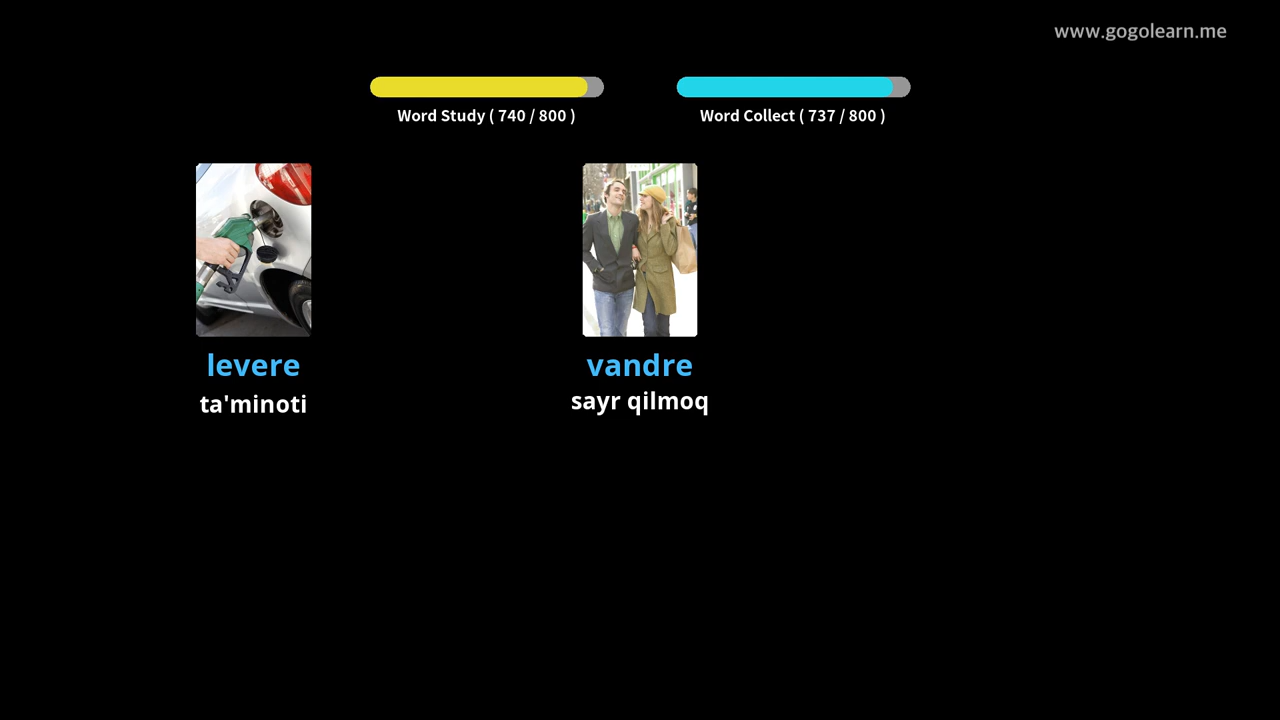 www.gogolearn.me
Word Study ( 740 / 800 )
Word Collect ( 737 / 800 )
levere
ta'minoti
vandre
sayr qilmoq